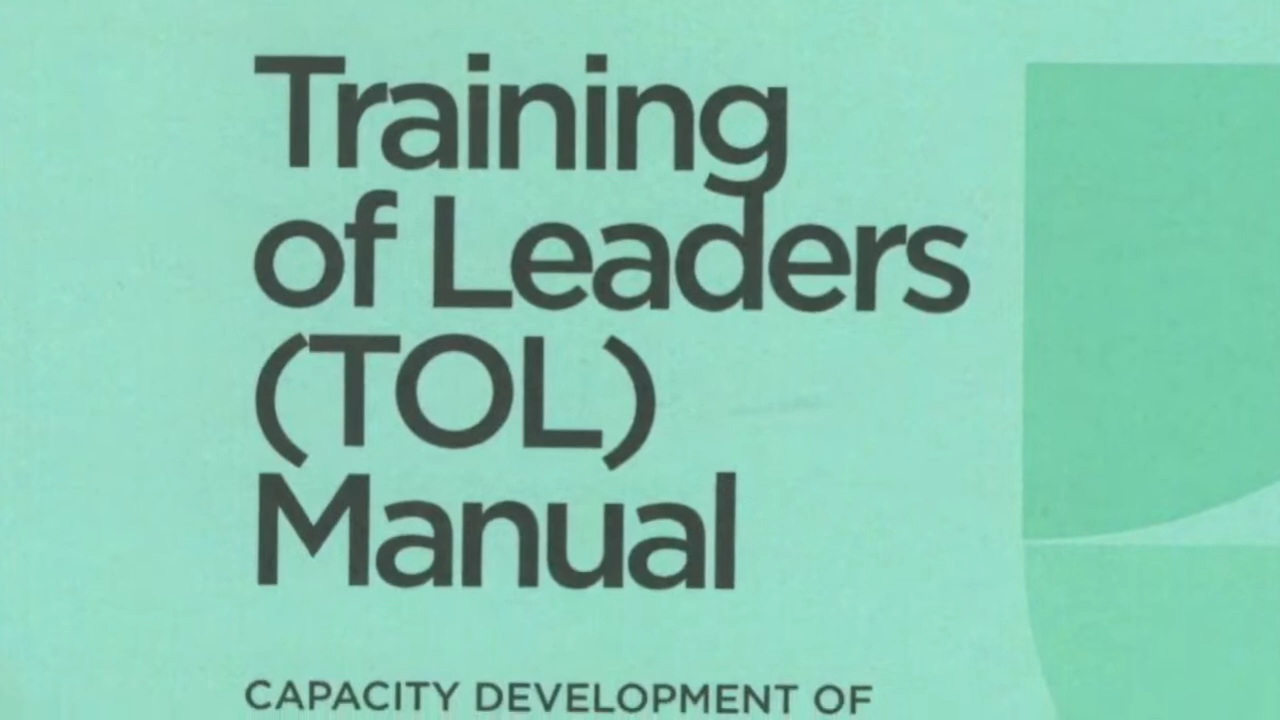 Training
of Leaders
(TOL)
Manual
CAPACITY DEVELOPMENT OF